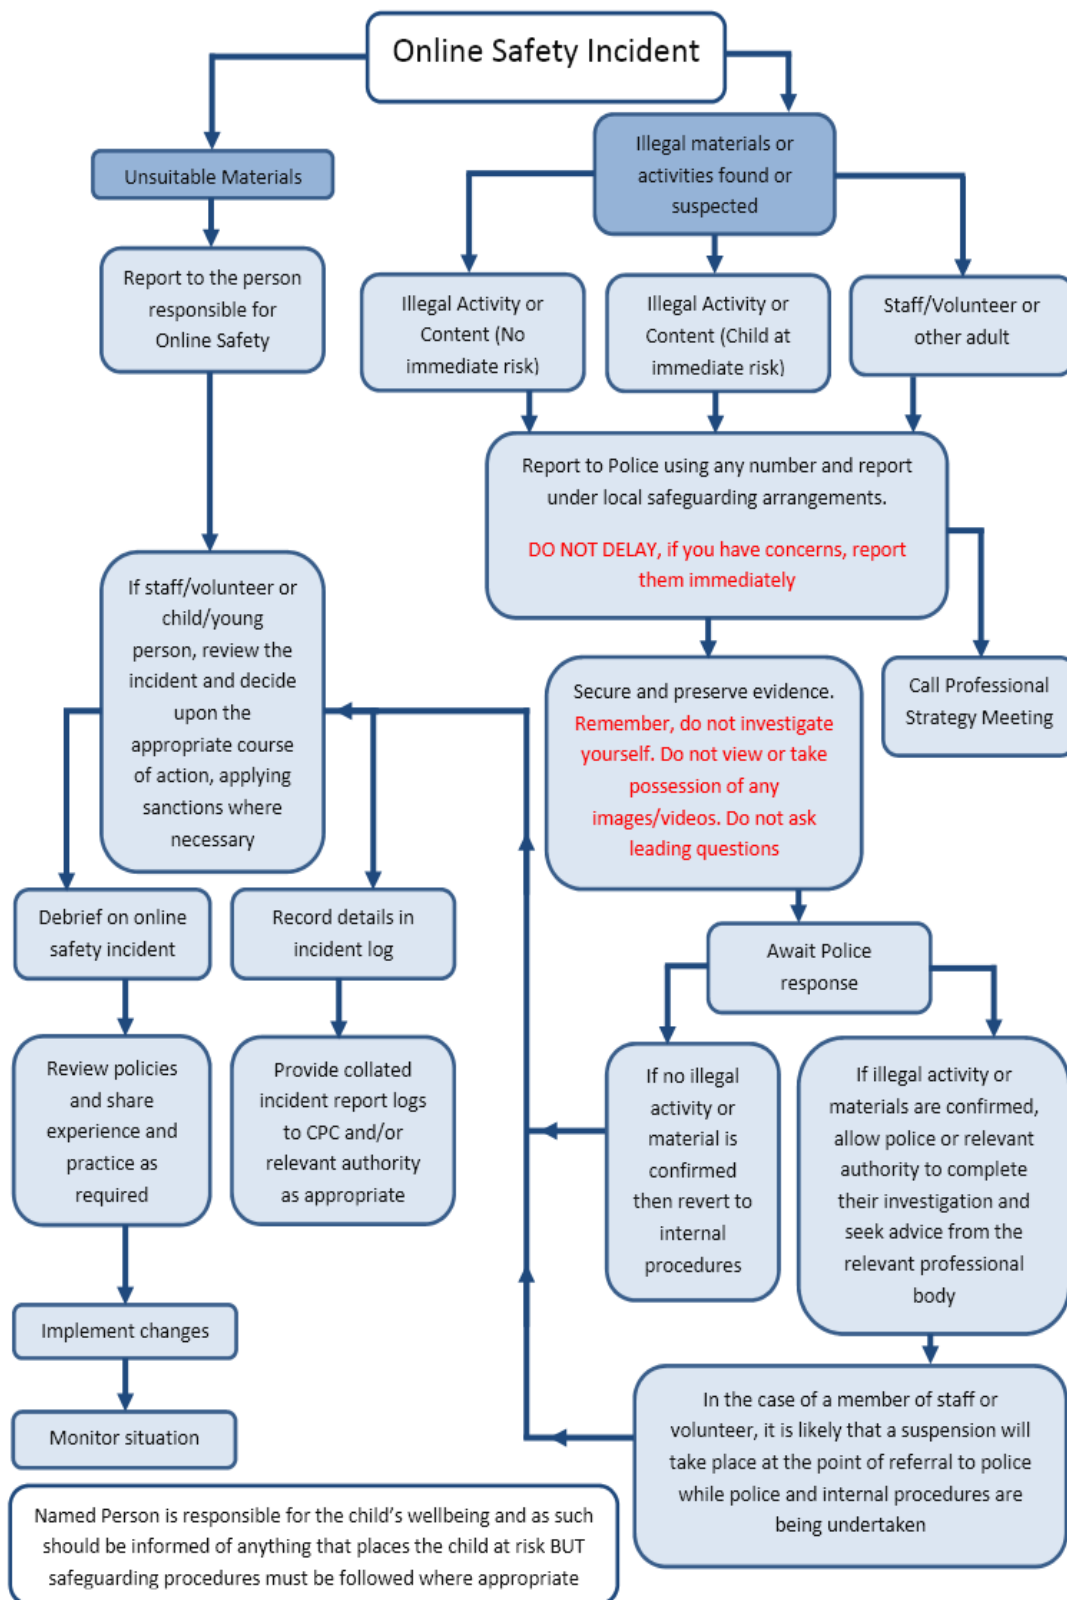 Online Safety Incident
Unsuitable Materials
Illegal materials or
activities found or
suspected
Report to the person
responsible for
Online Safety
Illegal Activity or
Content (No
immediate risk)
Illegal Activity or
Content (Child at
immediate risk)
Staff/Volunteer or
other adult
Report to Police using any number and report
under local safeguarding arrangements.
DO NOT DELAY, if you have concerns, report
them immediately
If staff/volunteer or
child/young
person, review the
incident and decide
upon the
appropriate course
of action, applying
sanctions where
necessary
Secure and preserve evidence.
Remember, do not investigate
yourself. Do not view or take
possession of any
images/videos. Do not ask
leading questions
Call Professional
Strategy Meeting
Debrief on online
safety incident
Record details in
incident log
Await Police
response
Review policies
and share
experience and
practice as
required
Provide collated
incident report logs
to CPC and/or
relevant authority
as appropriate
If no illegal
activity or
material is
confirmed
then revert to
internal
procedures
If illegal activity or
materials are confirmed,
allow police or relevant
authority to complete
their investigation and
seek advice from the
relevant professional
body
Implement changes
Monitor situation
In the case of a member of staff or
volunteer, it is likely that a suspension will
take place at the point of referral to police
while police and internal procedures are
being undertaken
Named Person is responsible for the child's wellbeing and as such
should be informed of anything that places the child at risk BUT
safeguarding procedures must be followed where appropriate